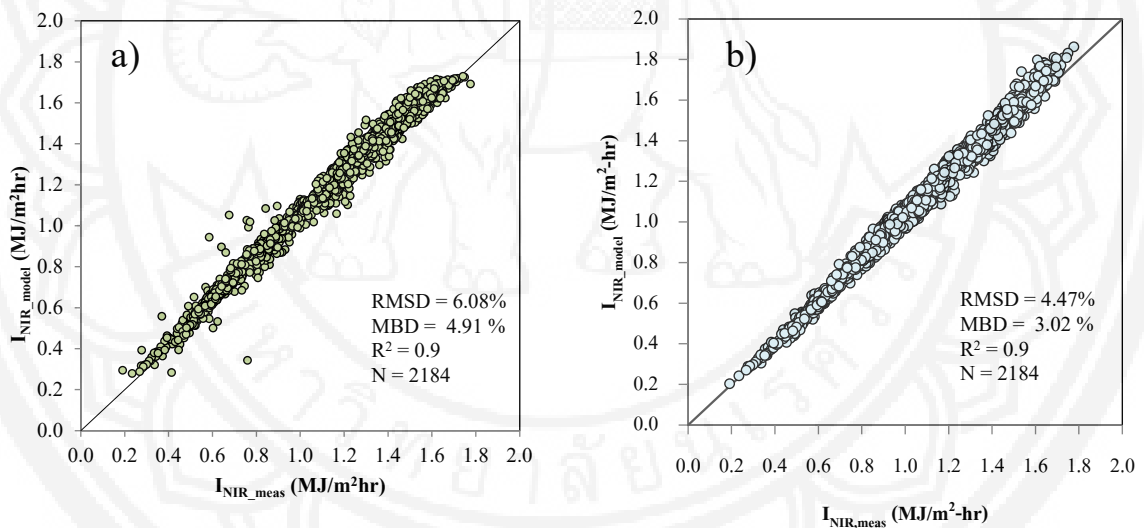 a)
2.0
1.8
1.6
1.4
1.2
1.0
0.8
0.6
0.4
0.2
0.0
I_NIR_model (MJ/m²hr)
RMSD = 6.08%
MBD = 4.91 %
R² = 0.9
N = 2184
0.0 0.2 0.4 0.6 0.8 1.0 1.2 1.4 1.6 1.8 2.0
I_NIR_meas (MJ/m²hr)
b)
2.0
1.8
1.6
1.4
1.2
1.0
0.8
0.6
0.4
0.2
0.0
I_NIR_model (MJ/m²-hr)
RMSD = 4.47%
MBD = 3.02 %
R² = 0.9
N = 2184
0.0 0.2 0.4 0.6 0.8 1.0 1.2 1.4 1.6 1.8 2.0
I_NIR,meas (MJ/m²-hr)